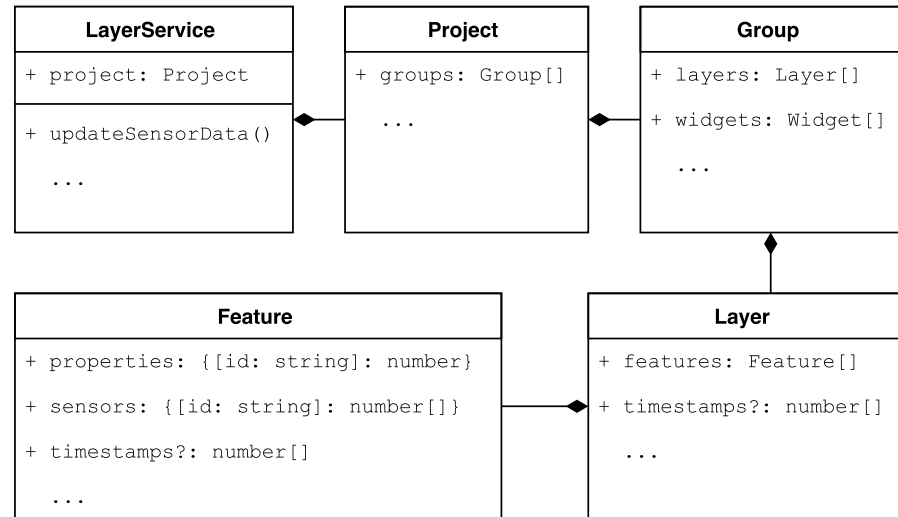 LayerService
+ project: Project
+ updateSensorData()
...
Project
+ groups: Group[]
...
Group
+ layers: Layer[]
+ widgets: Widget[]
...
Feature
+ properties: {[id: string]: number}
+ sensors: {[id: string]: number[]}
+ timestamps?: number[]
...
Layer
+ features: Feature[]
+ timestamps?: number[]
...